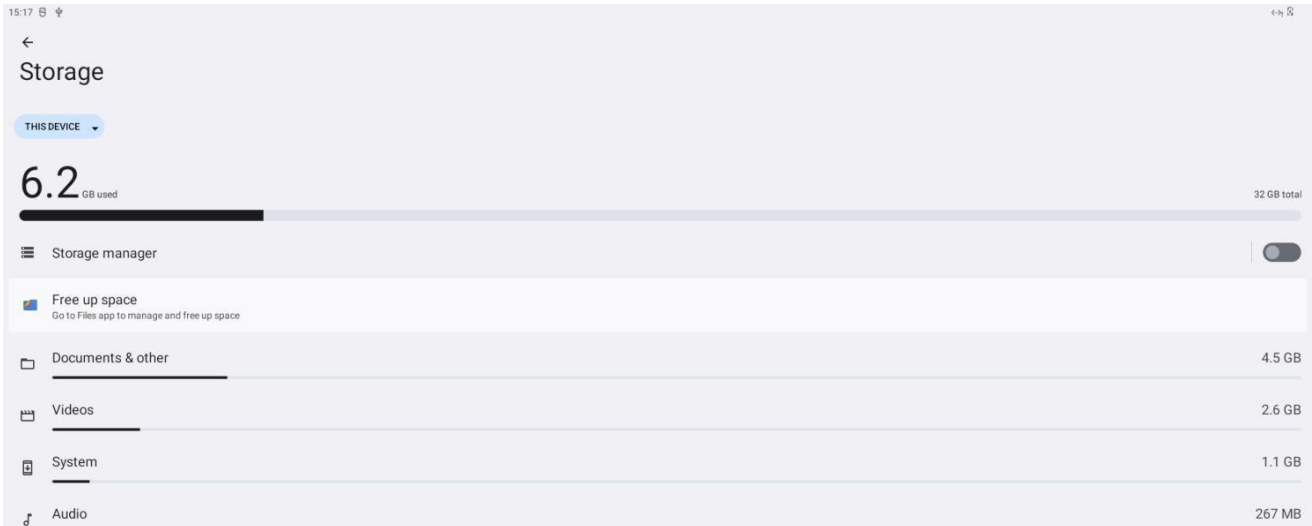 15:17
Storage
THIS DEVICE
6.2 GB used
32 GB total
Storage manager
Free up space
Go to Files app to manage and free up space
Documents & other
4.5 GB
Videos
2.6 GB
System
1.1 GB
Audio
267 MB